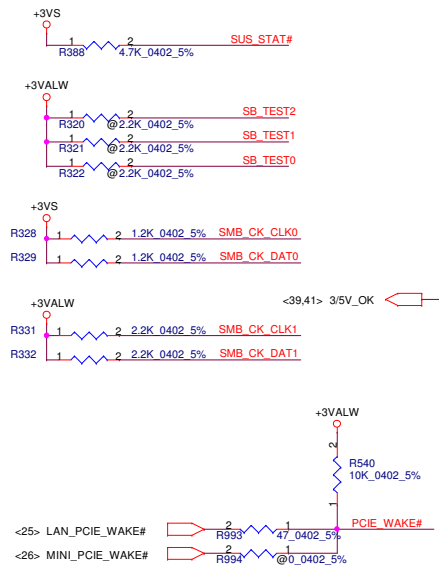 +3VS
1 2 SUS_STAT#
R388 4.7K_0402_5%
+3VALW
1 2 SB_TEST2
R320 @2.2K_0402_5%
1 2 SB_TEST1
R321 @2.2K_0402_5%
1 2 SB_TEST0
R322 @2.2K_0402_5%
+3VS
R328 1 2 1.2K_0402_5% SMB_CK_CLK0
R329 1 2 1.2K_0402_5% SMB_CK_DAT0
<39,41> 3/5V_OK
+3VALW
R331 1 2 2.2K_0402_5% SMB_CK_CLK1
R332 1 2 2.2K_0402_5% SMB_CK_DAT1
+3VALW
2
R540
10K_0402_5%
1
<25> LAN_PCIE_WAKE# 2 1 PCIE_WAKE#
R993 47_0402_5%
<26> MINI_PCIE_WAKE# 2 1
R994 @0_0402_5%